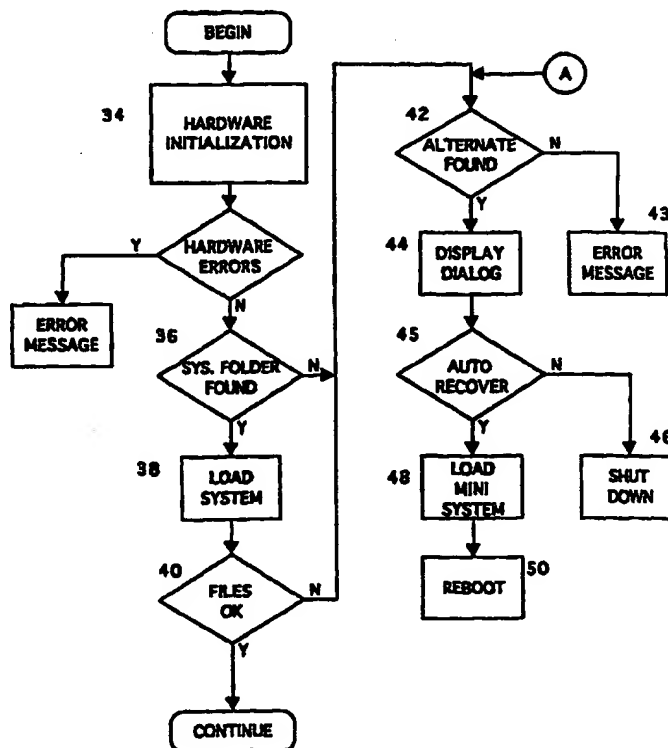 BEGIN
34
HARDWARE
INITIALIZATION
HARDWARE
ERRORS
Y
N
ERROR
MESSAGE
36
SYS. FOLDER
FOUND
N
Y
38
LOAD
SYSTEM
40
FILES
OK
N
Y
CONTINUE
A
42
ALTERNATE
FOUND
N
Y
43
ERROR
MESSAGE
44
DISPLAY
DIALOG
45
AUTO
RECOVER
N
Y
46
SHUT
DOWN
48
LOAD
MINI
SYSTEM
50
REBOOT